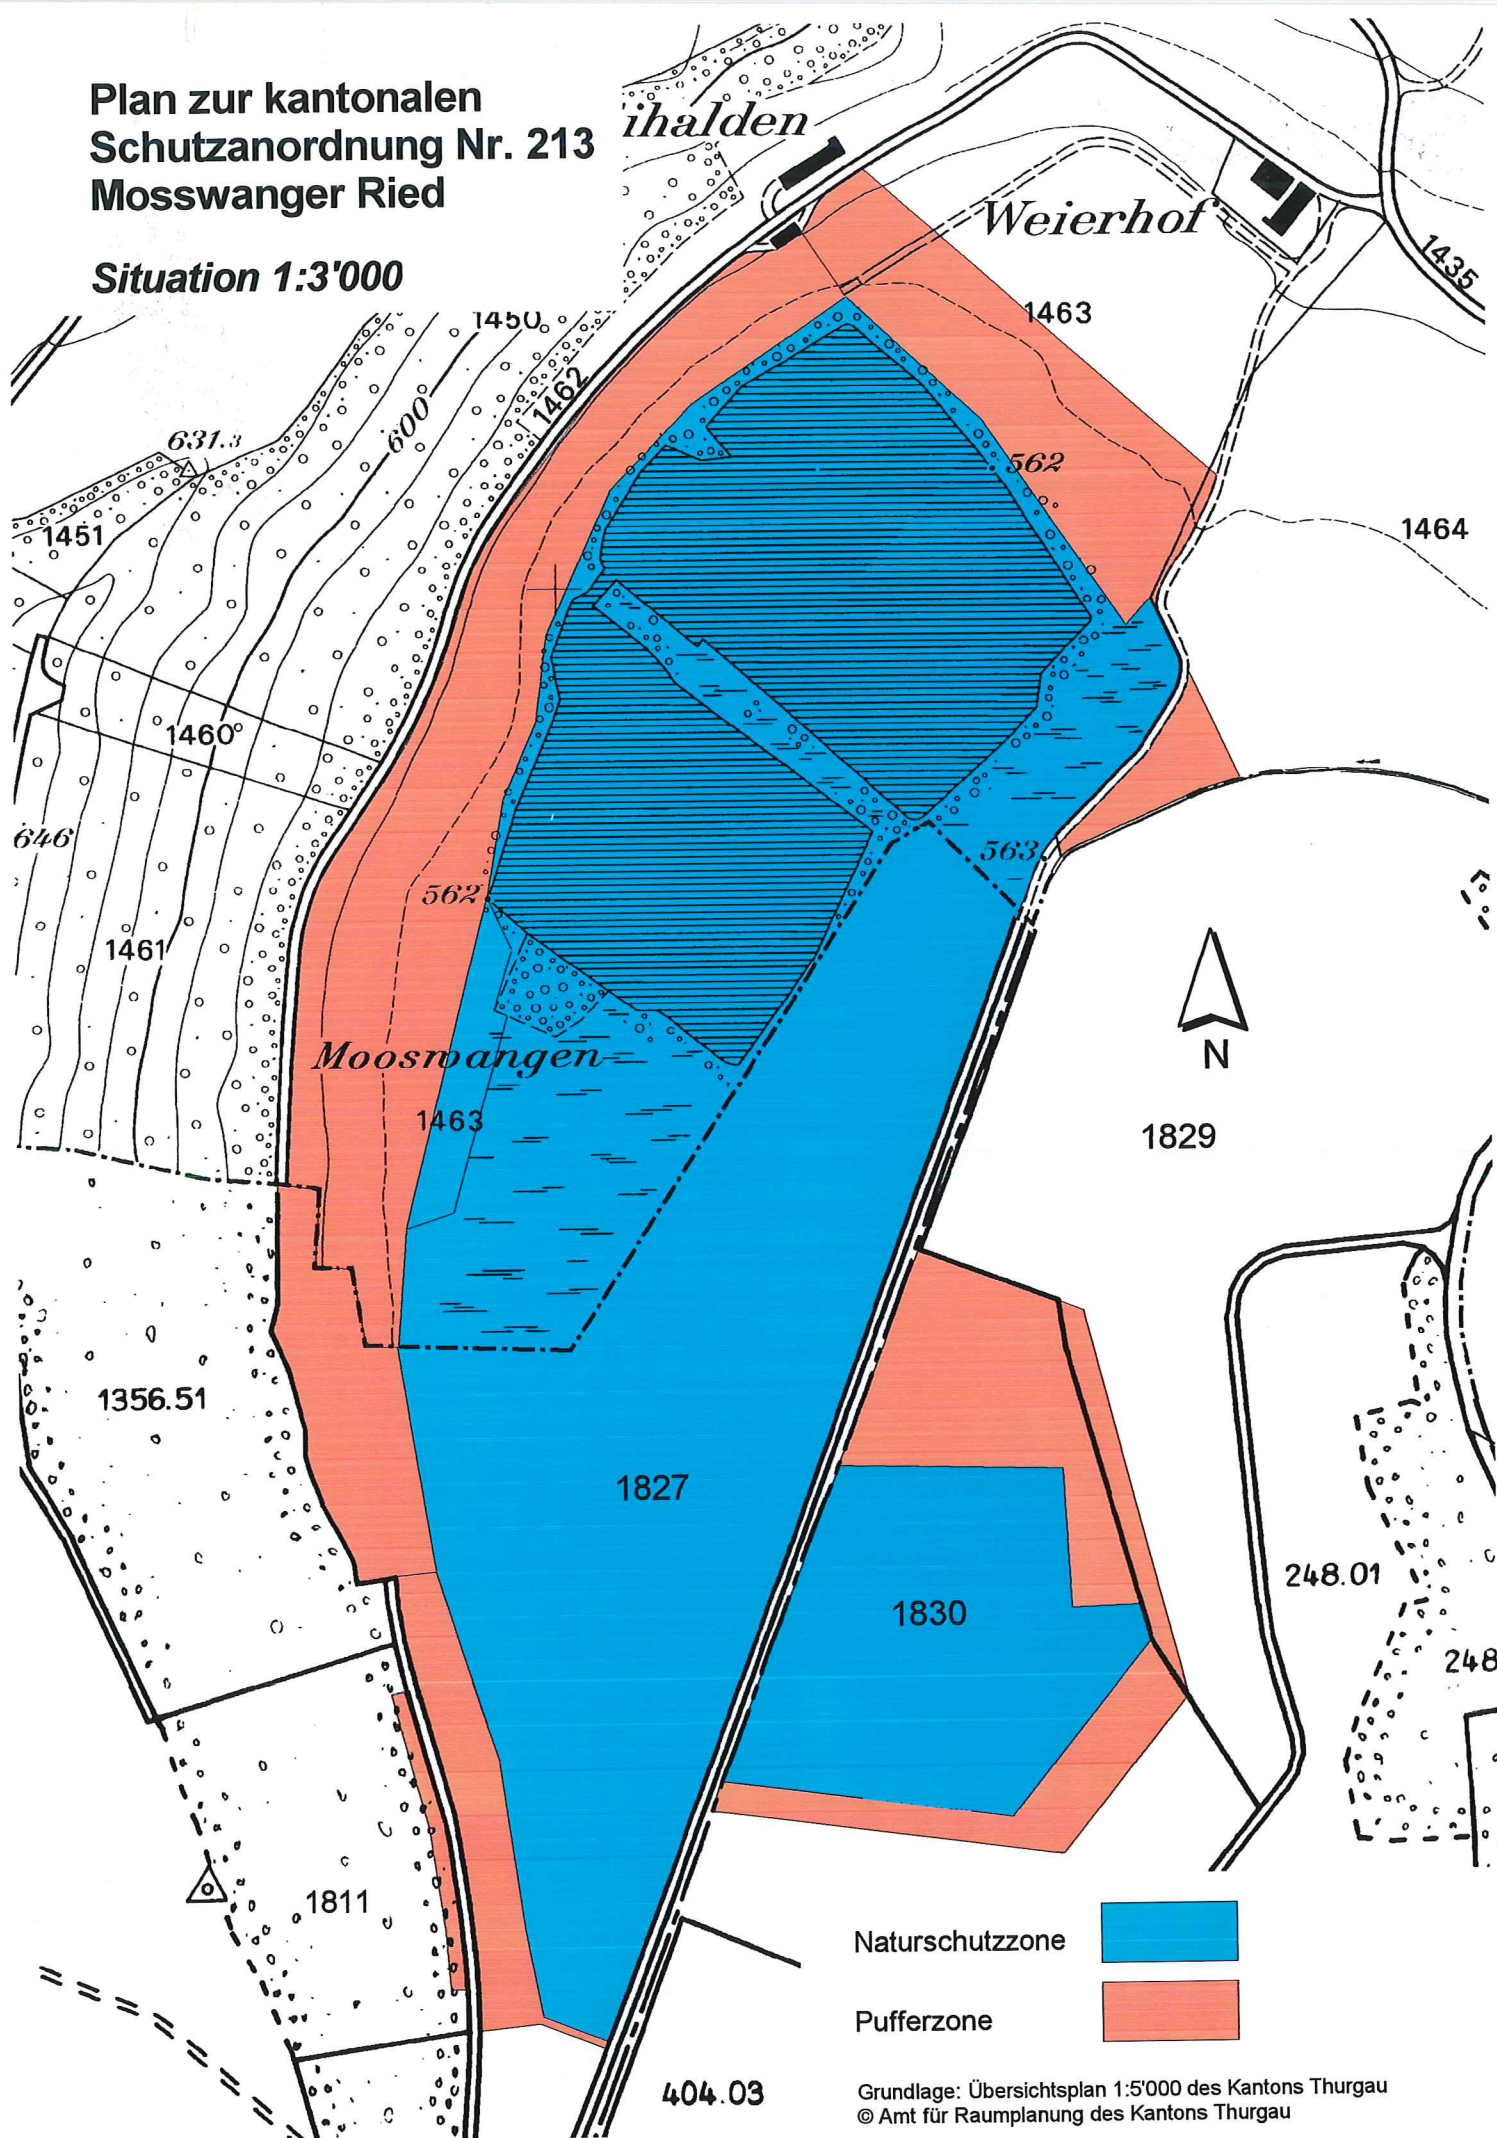 Plan zur kantonalen
Schutzanordnung Nr. 213
Mosswanger Ried
Situation 1:3'000
ihalden
Weierhof
1435
1463
1450
1462
600
631.3
562
1451
1464
1460
646
563
562
1461
Mooswangen
N
1463
1829
1356.51
1827
248.01
1830
248
1811
Naturschutzzone
Pufferzone
404.03
Grundlage: Übersichtsplan 1:5'000 des Kantons Thurgau
© Amt für Raumplanung des Kantons Thurgau